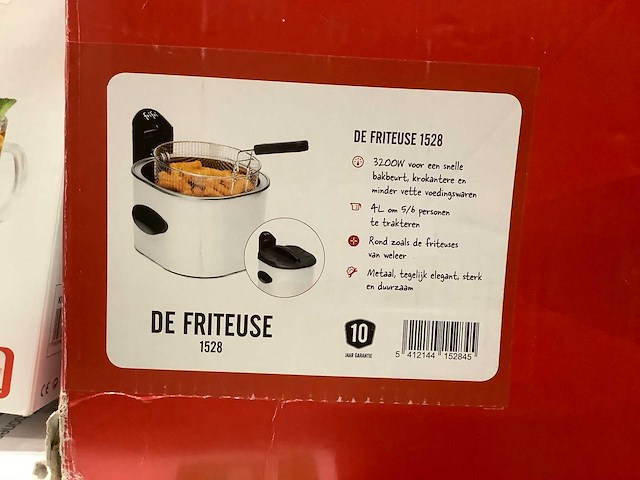 frifri
DE FRITEUSE
1528
DE FRITEUSE 1528
3200W voor een snelle
bakbeurt, krokantere en
minder vette voedingswaren
4L om 5/6 personen
te trakteren
Rond zoals de friteuses
van weleer
Metaal, tegelijk elegant, sterk
en duurzaam
10
JAAR GARANTIE
5 412144 152845
CE